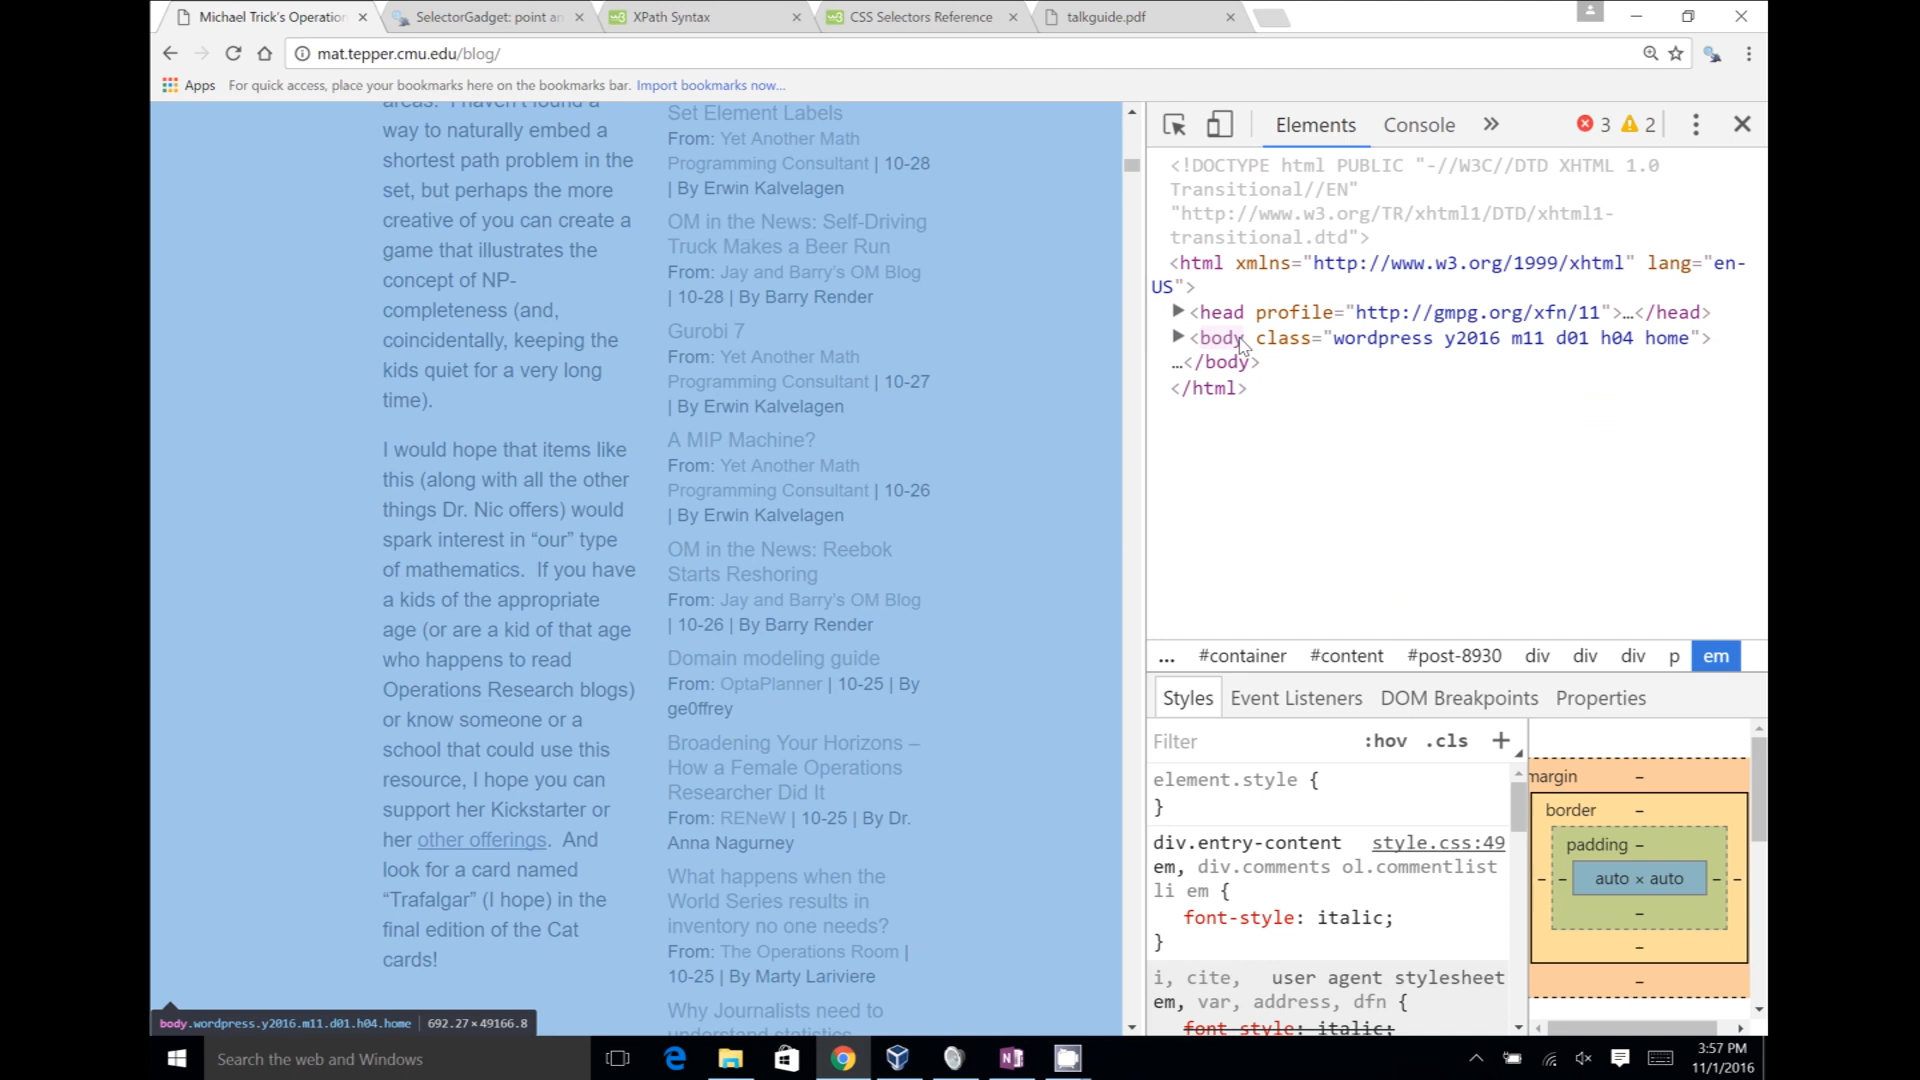 Michael Trick's Operation
SelectorGadget: point an
XPath Syntax
CSS Selectors Reference
talkguide.pdf
mat.tepper.cmu.edu/blog/
Apps
For quick access, place your bookmarks here on the bookmarks bar. Import bookmarks now...
areas. I haven't found a
way to naturally embed a
shortest path problem in the
set, but perhaps the more
creative of you can create a
game that illustrates the
concept of NP-
completeness (and,
coincidentally, keeping the
kids quiet for a very long
time).
I would hope that items like
this (along with all the other
things Dr. Nic offers) would
spark interest in “our” type
of mathematics. If you have
a kids of the appropriate
age (or are a kid of that age
who happens to read
Operations Research blogs)
or know someone or a
school that could use this
resource, I hope you can
support her Kickstarter or
her other offerings. And
look for a card named
“Trafalgar” (I hope) in the
final edition of the Cat
cards!
Set Element Labels
From: Yet Another Math
Programming Consultant | 10-28
| By Erwin Kalvelagen
OM in the News: Self-Driving
Truck Makes a Beer Run
From: Jay and Barry's OM Blog
| 10-28 | By Barry Render
Gurobi 7
From: Yet Another Math
Programming Consultant | 10-27
| By Erwin Kalvelagen
A MIP Machine?
From: Yet Another Math
Programming Consultant | 10-26
| By Erwin Kalvelagen
OM in the News: Reebok
Starts Reshoring
From: Jay and Barry's OM Blog
| 10-26 | By Barry Render
Domain modeling guide
From: OptaPlanner | 10-25 | By
ge0ffrey
Broadening Your Horizons –
How a Female Operations
Researcher Did It
From: RENeW | 10-25 | By Dr.
Anna Nagurney
What happens when the
World Series results in
inventory no one needs?
From: The Operations Room |
10-25 | By Marty Lariviere
Why Journalists need to
understand statistics
body.wordpress.y2016.m11.d01.h04.home | 692.27×49166.8
Elements
Console
»
3
2
<!DOCTYPE html PUBLIC "-//W3C//DTD XHTML 1.0
Transitional//EN"
"http://www.w3.org/TR/xhtml1/DTD/xhtml1-
transitional.dtd">
<html xmlns="http://www.w3.org/1999/xhtml" lang="en-
US">
<head profile="http://gmpg.org/xfn/11">…</head>
<body class="wordpress y2016 m11 d01 h04 home">
…</body>
</html>
... #container #content #post-8930 div div div p em
Styles Event Listeners DOM Breakpoints Properties
Filter :hov .cls +
element.style {
}
div.entry-content style.css:49
em, div.comments ol.commentlist
li em {
font-style: italic;
}
i, cite, user agent stylesheet
em, var, address, dfn {
font-style: italic;
margin –
border –
padding –
– – auto × auto – –
–
–
–
Search the web and Windows
3:57 PM
11/1/2016